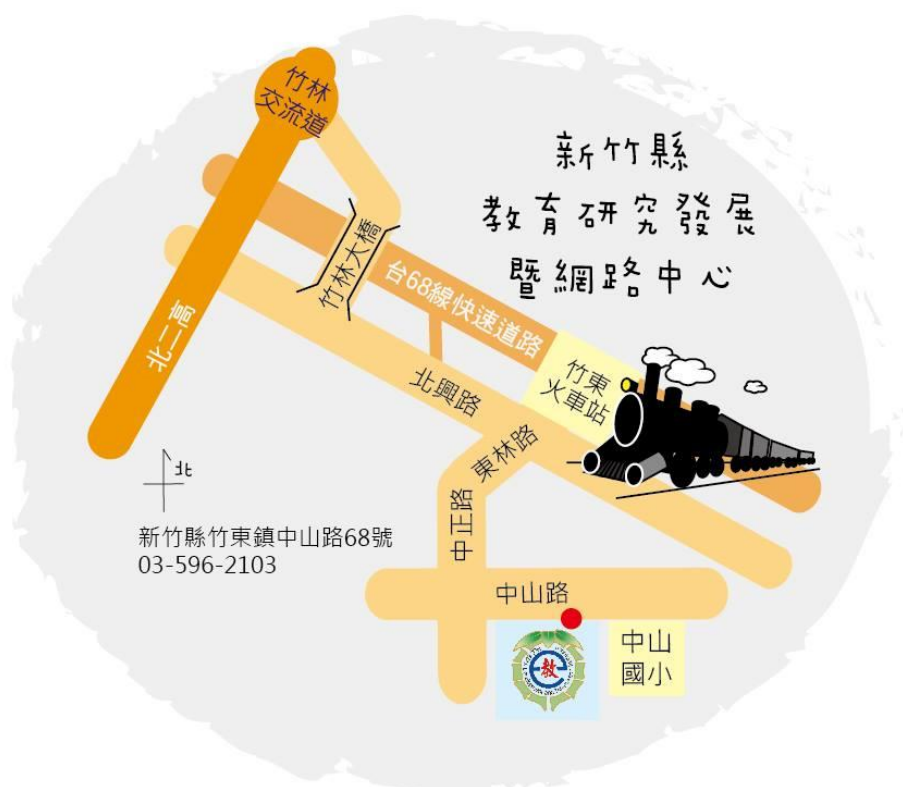 竹林
交流道
新竹縣
教育研究發展
暨網路中心
竹林大橋
台68線快速道路
北二高
北興路
竹東
火車站
東林路
北
中正路
新竹縣竹東鎮中山路68號
03-596-2103
中山路
中山
國小
教